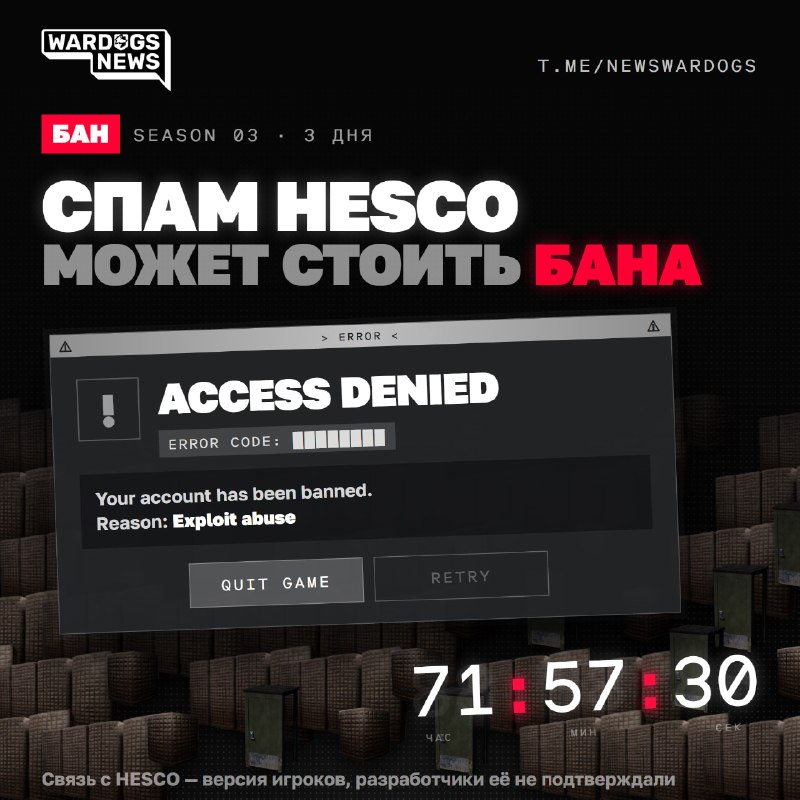 WARDOGS
NEWS
T.ME/NEWSWARDOGS
БАН SEASON 03 · 3 ДНЯ
СПАМ HESCO
МОЖЕТ СТОИТЬ БАНА
> ERROR <
!
ACCESS DENIED
ERROR CODE: ████████
Your account has been banned.
Reason: Exploit abuse
QUIT GAME
RETRY
71:57:30
ЧАС МИН СЕК
Связь с HESCO — версия игроков, разработчики её не подтверждали